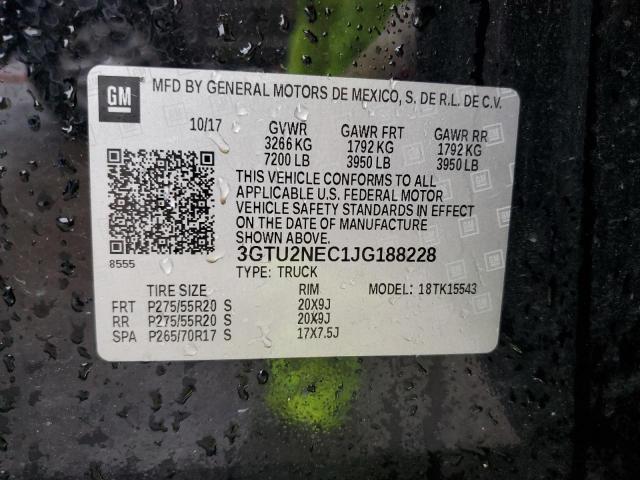 GM MFD BY GENERAL MOTORS DE MEXICO, S. DE R.L. DE C.V.
10/17 GVWR GAWR FRT GAWR RR
3266 KG 1792 KG 1792 KG
7200 LB 3950 LB 3950 LB
THIS VEHICLE CONFORMS TO ALL
APPLICABLE U.S. FEDERAL MOTOR
VEHICLE SAFETY STANDARDS IN EFFECT
ON THE DATE OF MANUFACTURE
SHOWN ABOVE.
8555 3GTU2NEC1JG188228
TYPE: TRUCK
TIRE SIZE RIM MODEL: 18TK15543
FRT P275/55R20 S 20X9J
RR P275/55R20 S 20X9J
SPA P265/70R17 S 17X7.5J